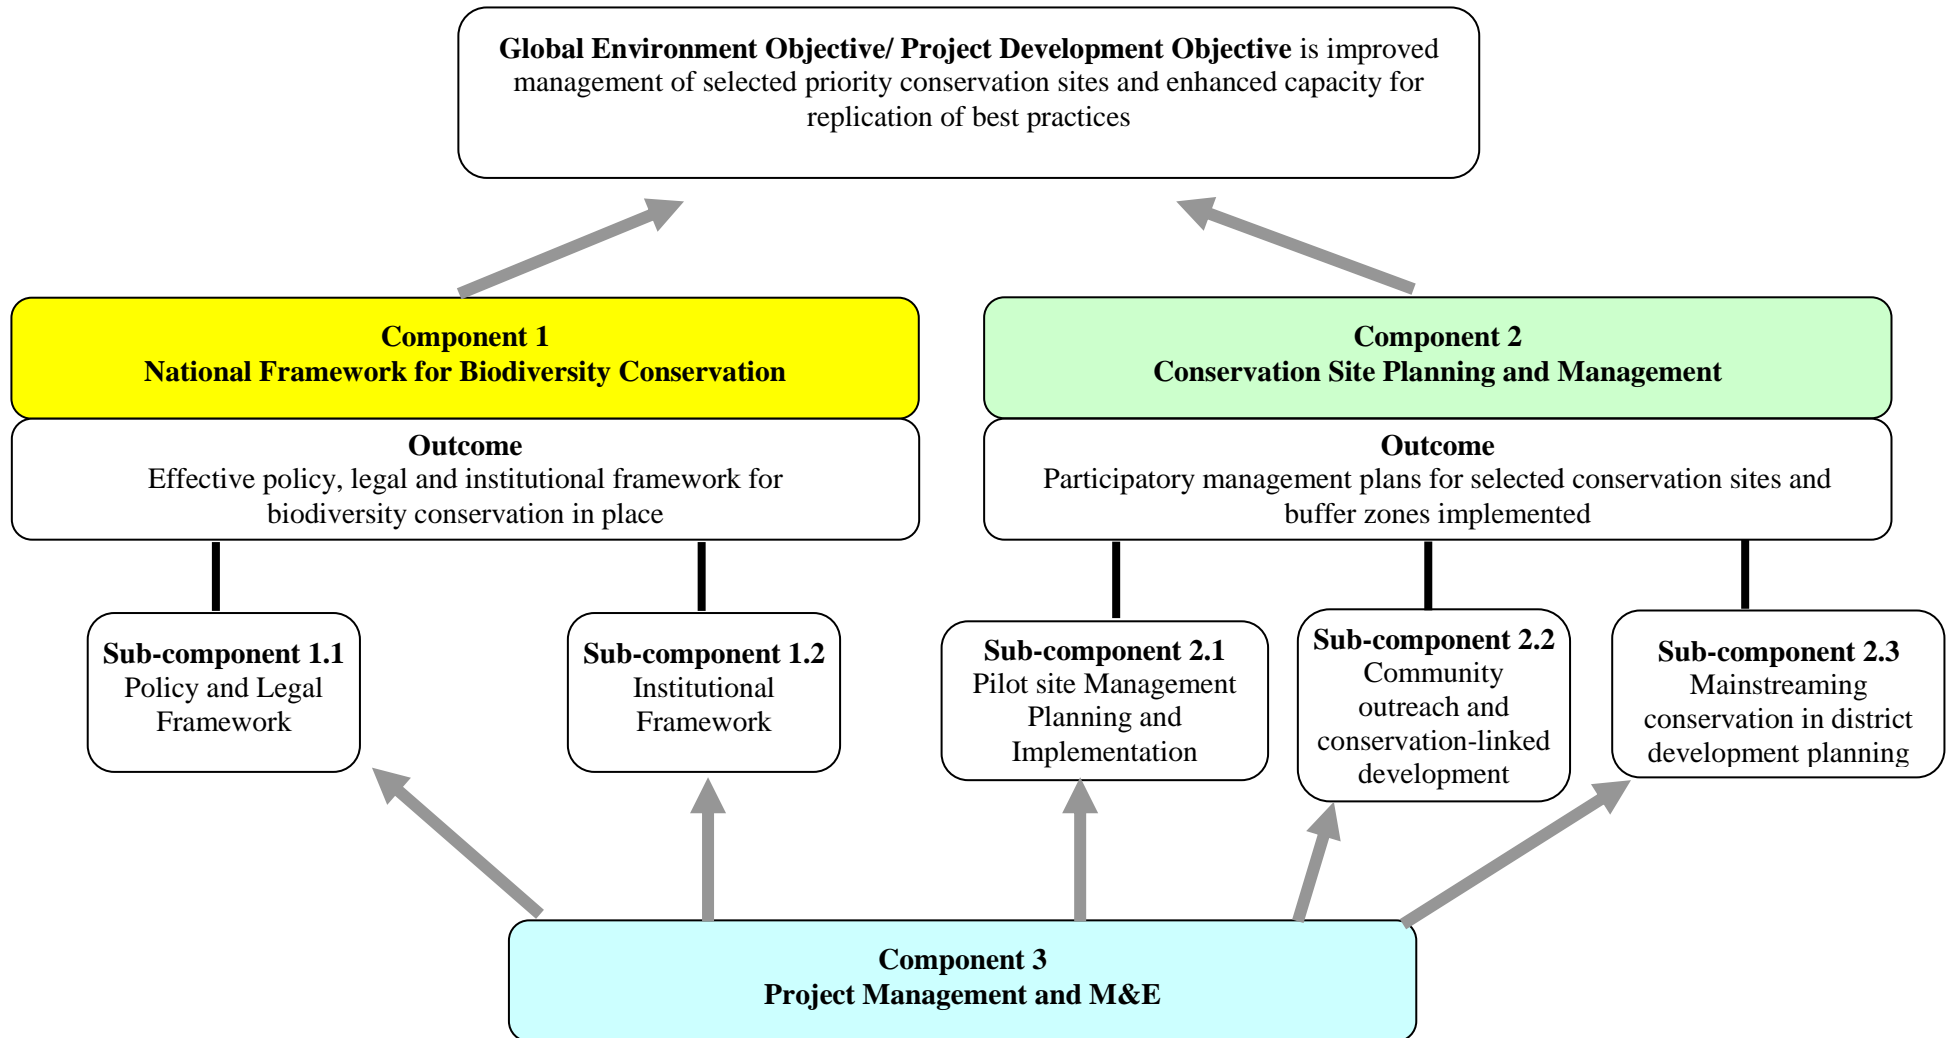 Global Environment Objective/ Project Development Objective is improved
management of selected priority conservation sites and enhanced capacity for
replication of best practices
Component 1
National Framework for Biodiversity Conservation
Outcome
Effective policy, legal and institutional framework for
biodiversity conservation in place
Component 2
Conservation Site Planning and Management
Outcome
Participatory management plans for selected conservation sites and
buffer zones implemented
Sub-component 1.1
Policy and Legal
Framework
Sub-component 1.2
Institutional
Framework
Sub-component 2.1
Pilot site Management
Planning and
Implementation
Sub-component 2.2
Community
outreach and
conservation-linked
development
Sub-component 2.3
Mainstreaming
conservation in district
development planning
Component 3
Project Management and M&E